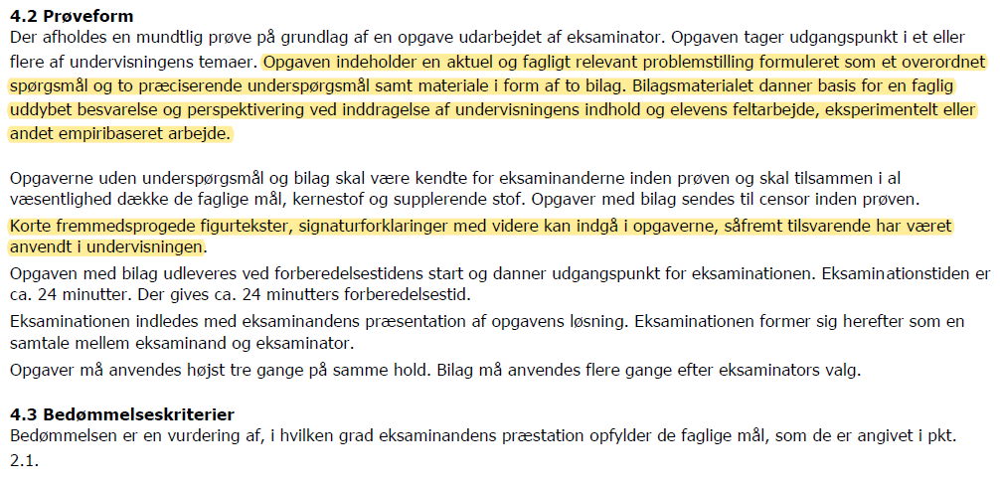 4.2 Prøveform
Der afholdes en mundtlig prøve på grundlag af en opgave udarbejdet af eksaminator. Opgaven tager udgangspunkt i et eller
flere af undervisningens temaer. Opgaven indeholder en aktuel og fagligt relevant problemstilling formuleret som et overordnet
spørgsmål og to præciserende underspørgsmål samt materiale i form af to bilag. Bilagsmaterialet danner basis for en faglig
uddybet besvarelse og perspektivering ved inddragelse af undervisningens indhold og elevens feltarbejde, eksperimentelt eller
andet empiribaseret arbejde.
Opgaverne uden underspørgsmål og bilag skal være kendte for eksaminanderne inden prøven og skal tilsammen i al
væsentlighed dække de faglige mål, kernestof og supplerende stof. Opgaver med bilag sendes til censor inden prøven.
Korte fremmedsprogede figurtekster, signaturforklaringer med videre kan indgå i opgaverne, såfremt tilsvarende har været
anvendt i undervisningen.
Opgaven med bilag udleveres ved forberedelsestidens start og danner udgangspunkt for eksaminationen. Eksaminationstiden er
ca. 24 minutter. Der gives ca. 24 minutters forberedelsestid.
Eksaminationen indledes med eksaminandens præsentation af opgavens løsning. Eksaminationen former sig herefter som en
samtale mellem eksaminand og eksaminator.
Opgaver må anvendes højst tre gange på samme hold. Bilag må anvendes flere gange efter eksaminators valg.
4.3 Bedømmelseskriterier
Bedømmelsen er en vurdering af, i hvilken grad eksaminandens præstation opfylder de faglige mål, som de er angivet i pkt.
2.1.